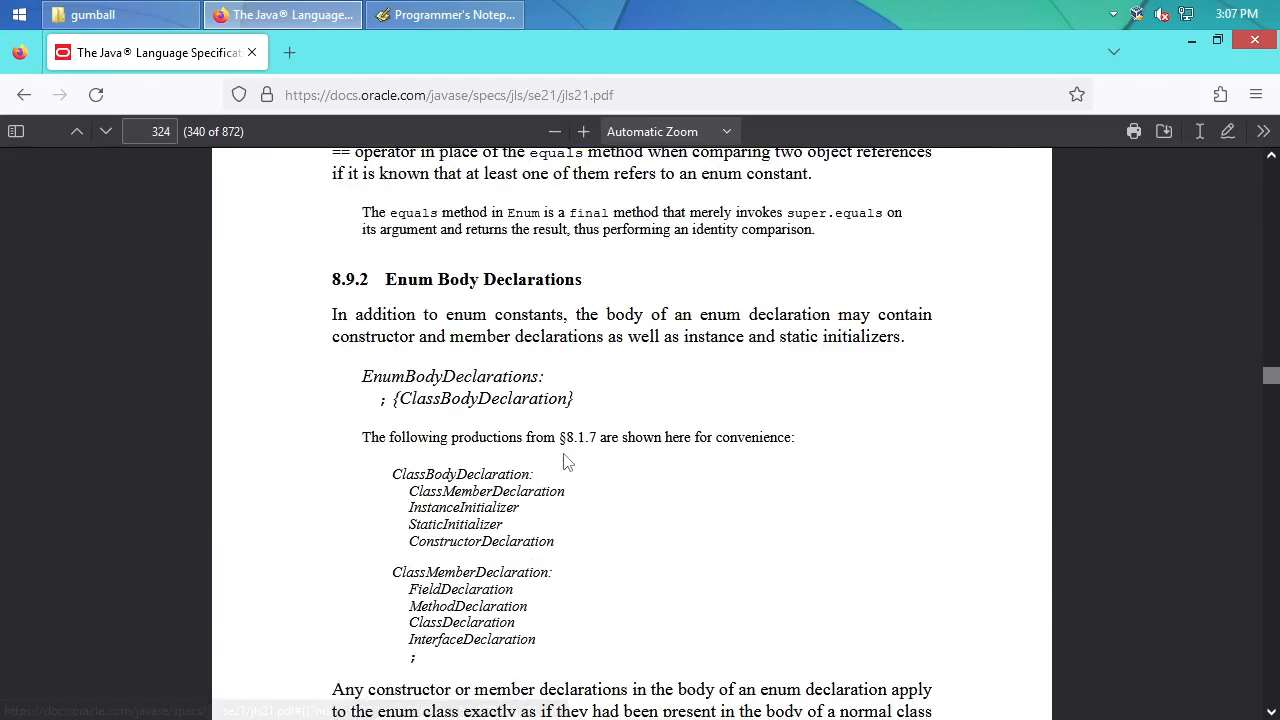 gumball
The Java® Language...
Programmer's Notep...
3:07 PM
The Java® Language Specificat
https://docs.oracle.com/javase/specs/jls/se21/jls21.pdf
324 (340 of 872)
Automatic Zoom
== operator in place of the equals method when comparing two object references
if it is known that at least one of them refers to an enum constant.
The equals method in Enum is a final method that merely invokes super.equals on
its argument and returns the result, thus performing an identity comparison.
8.9.2 Enum Body Declarations
In addition to enum constants, the body of an enum declaration may contain
constructor and member declarations as well as instance and static initializers.
EnumBodyDeclarations:
; {ClassBodyDeclaration}
The following productions from §8.1.7 are shown here for convenience:
ClassBodyDeclaration:
ClassMemberDeclaration
InstanceInitializer
StaticInitializer
ConstructorDeclaration
ClassMemberDeclaration:
FieldDeclaration
MethodDeclaration
ClassDeclaration
InterfaceDeclaration
;
Any constructor or member declarations in the body of an enum declaration apply
to the enum class exactly as if they had been present in the body of a normal class